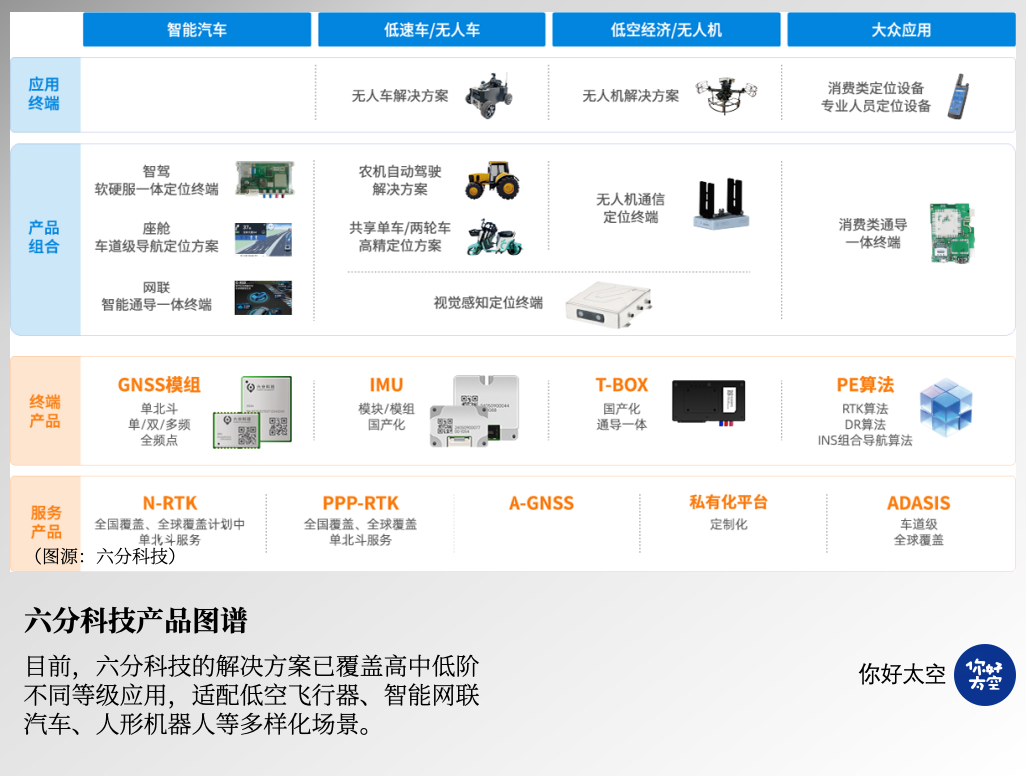 智能汽车
低速车/无人车
低空经济/无人机
大众应用
应用
终端
无人车解决方案
无人机解决方案
消费类定位设备
专业人员定位设备
产品
组合
智驾
软硬服一体定位终端
座舱
车道级导航定位方案
网联
智能通导一体终端
农机自动驾驶
解决方案
共享单车/两轮车
高精定位方案
无人机通信
定位终端
视觉感知定位终端
消费类通导
一体终端
终端
产品
GNSS模组
单北斗
单/双/多频
全频点
IMU
模块/模组
国产化
T-BOX
国产化
通导一体
PE算法
RTK算法
DR算法
INS组合导航算法
服务
产品
N-RTK
全国覆盖、全球覆盖计划中
单北斗服务
PPP-RTK
全国覆盖、全球覆盖
单北斗服务
A-GNSS
私有化平台
定制化
ADASIS
车道级
全球覆盖
（图源：六分科技）
六分科技产品图谱
目前，六分科技的解决方案已覆盖高中低阶
不同等级应用，适配低空飞行器、智能网联
汽车、人形机器人等多样化场景。
你好太空
你好
太空